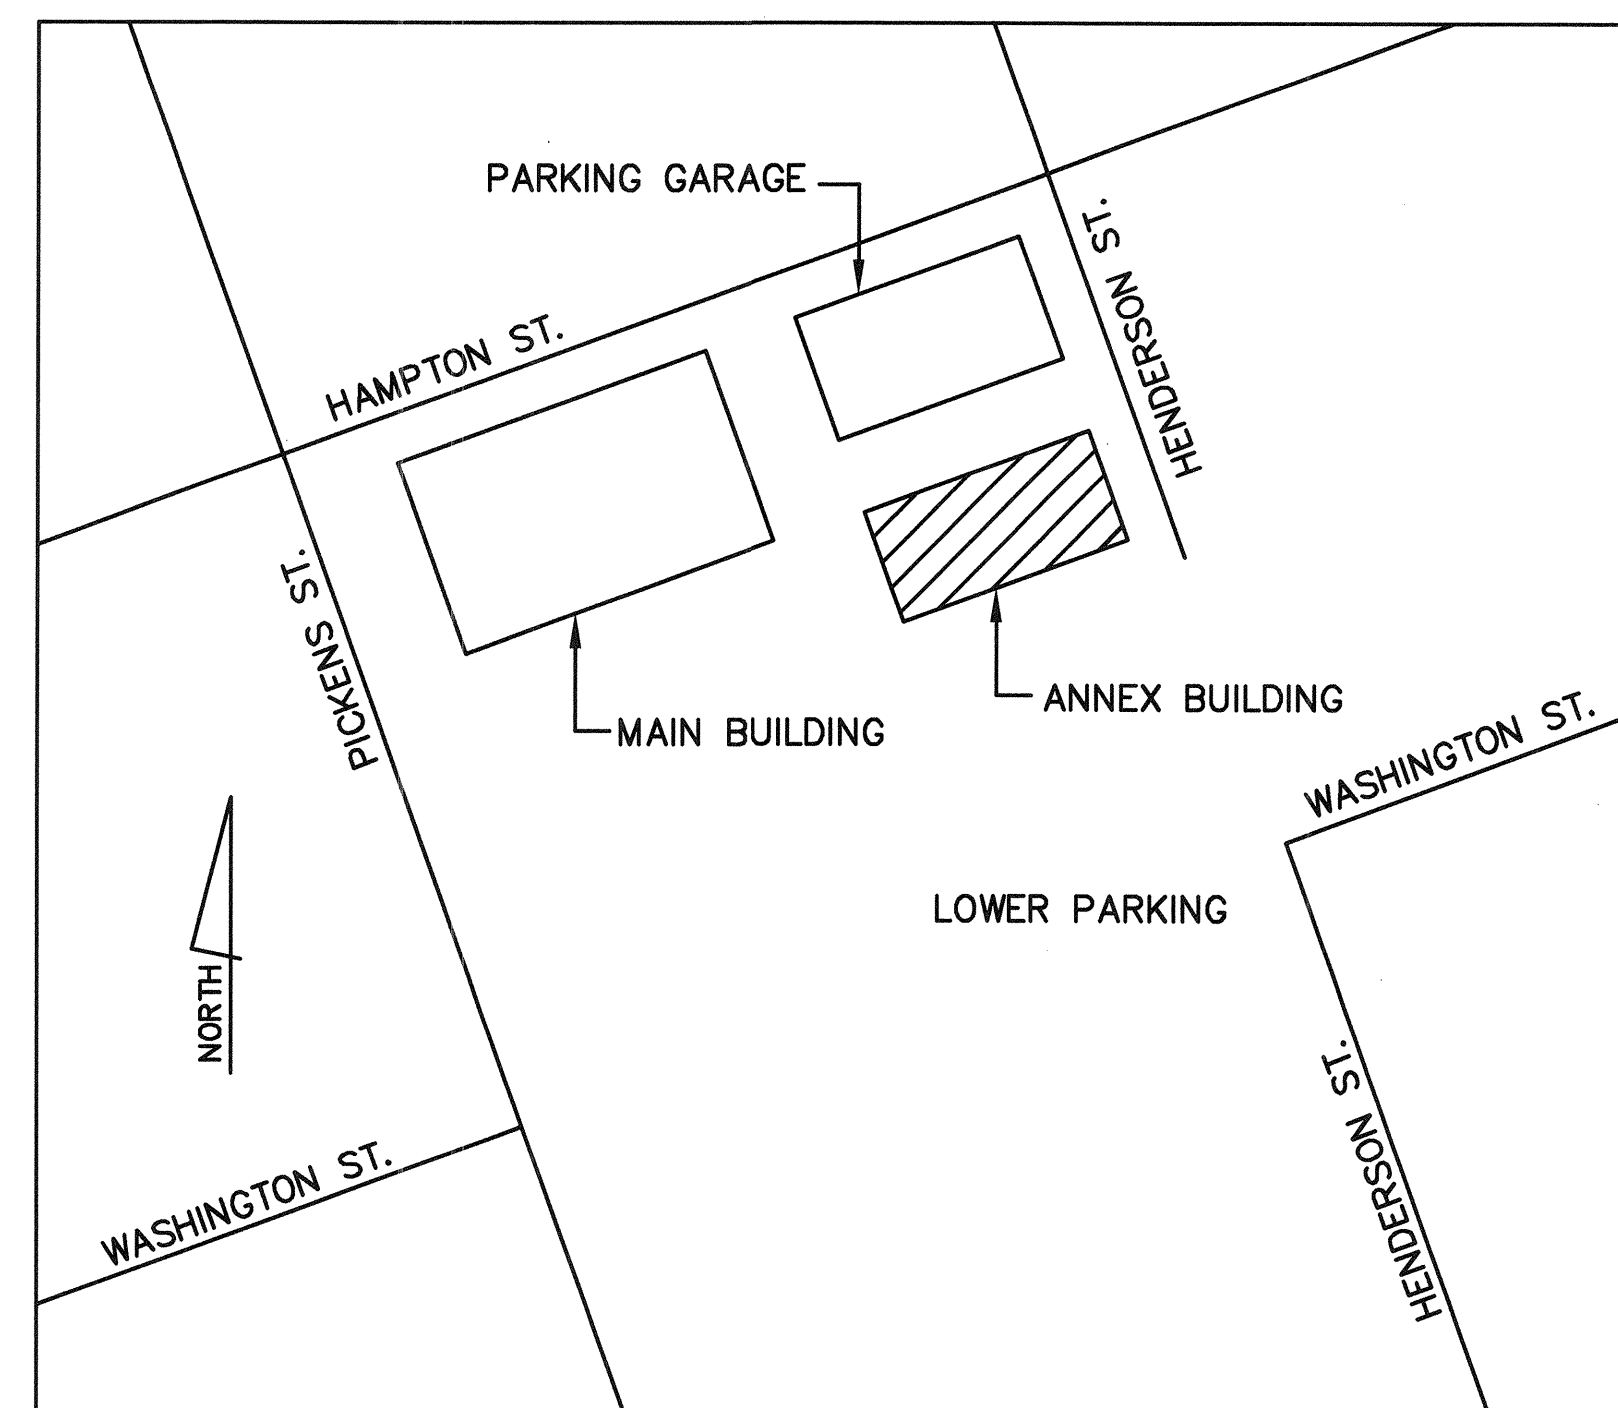 PARKING GARAGE
HENDERSON ST.
HAMPTON ST.
PICKENS ST.
ANNEX BUILDING
MAIN BUILDING
WASHINGTON ST.
LOWER PARKING
NORTH
HENDERSON ST.
WASHINGTON ST.